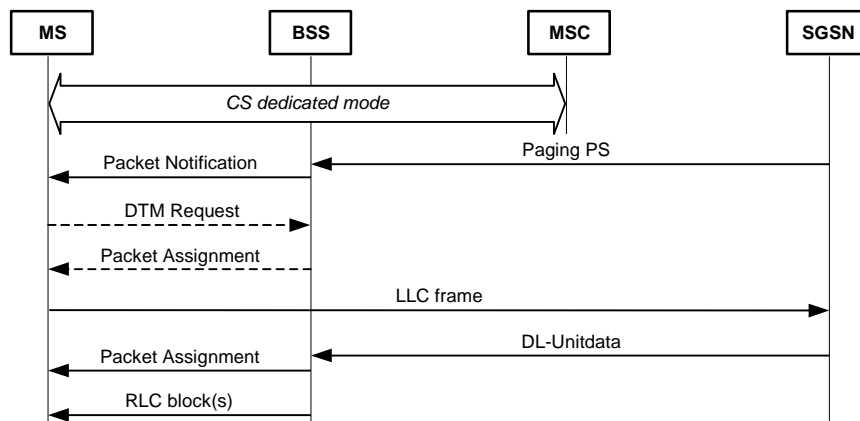 MS
BSS
MSC
SGSN
CS dedicated mode
Paging PS
Packet Notification
DTM Request
Packet Assignment
LLC frame
DL-Unitdata
Packet Assignment
RLC block(s)